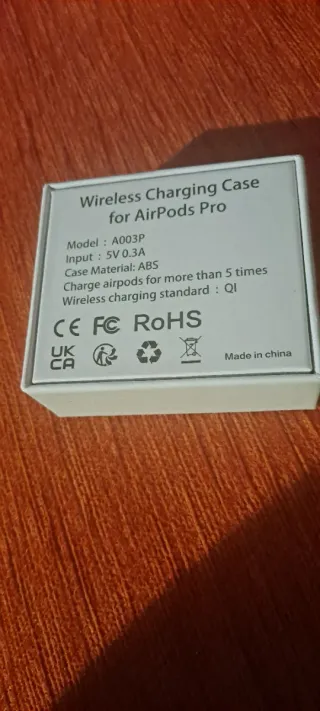 Wireless Charging Case
for AirPods Pro
Model : A003P
Input : 5V 0.3A
Case Material: ABS
Charge airpods for more than 5 times
Wireless charging standard : QI
CE FC RoHS
UK
CA
Made in china